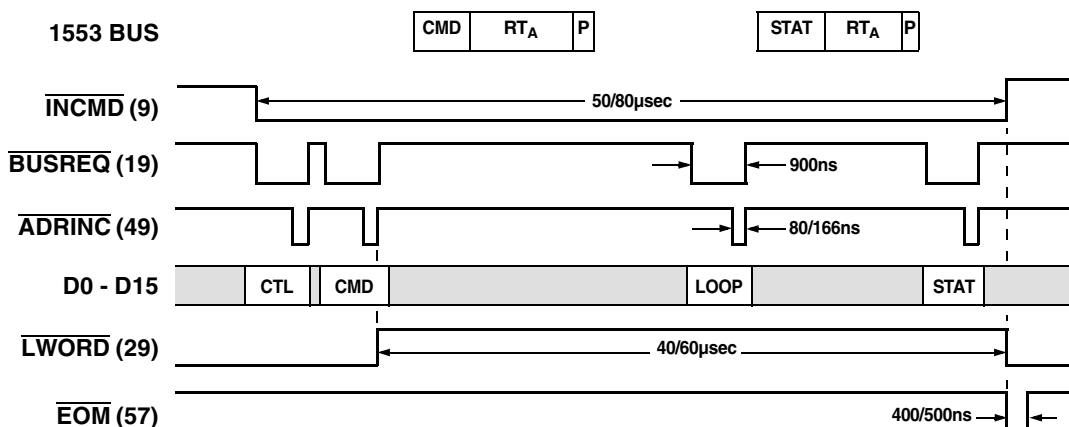 1553 BUS CMD RTA P STAT RTA P
INCMD (9) 50/80µsec
BUSREQ (19) 900ns
ADRINC (49) 80/166ns
D0 - D15 CTL CMD LOOP STAT
LWORD (29) 40/60µsec
EOM (57) 400/500ns